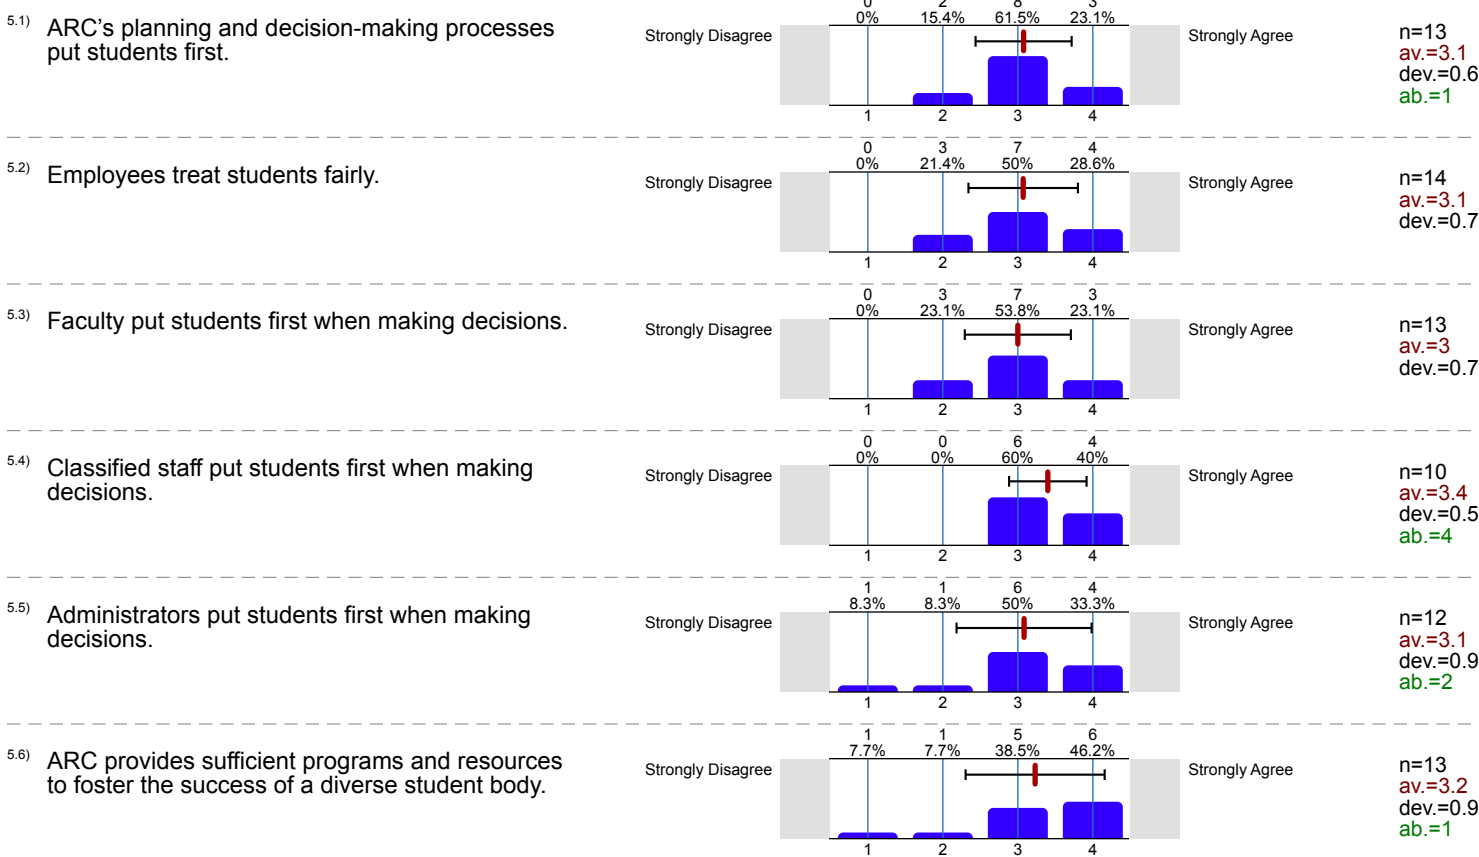 0 2 8 3
0% 15.4% 61.5% 23.1%
5.1) ARC's planning and decision-making processes
put students first.
Strongly Disagree
Strongly Agree
n=13
av.=3.1
dev.=0.6
ab.=1
1 2 3 4
0 3 7 4
0% 21.4% 50% 28.6%
5.2) Employees treat students fairly.
Strongly Disagree
Strongly Agree
n=14
av.=3.1
dev.=0.7
1 2 3 4
0 3 7 3
0% 23.1% 53.8% 23.1%
5.3) Faculty put students first when making decisions.
Strongly Disagree
Strongly Agree
n=13
av.=3
dev.=0.7
1 2 3 4
0 0 6 4
0% 0% 60% 40%
5.4) Classified staff put students first when making
decisions.
Strongly Disagree
Strongly Agree
n=10
av.=3.4
dev.=0.5
ab.=4
1 2 3 4
1 1 6 4
8.3% 8.3% 50% 33.3%
5.5) Administrators put students first when making
decisions.
Strongly Disagree
Strongly Agree
n=12
av.=3.1
dev.=0.9
ab.=2
1 2 3 4
1 1 5 6
7.7% 7.7% 38.5% 46.2%
5.6) ARC provides sufficient programs and resources
to foster the success of a diverse student body.
Strongly Disagree
Strongly Agree
n=13
av.=3.2
dev.=0.9
ab.=1
1 2 3 4